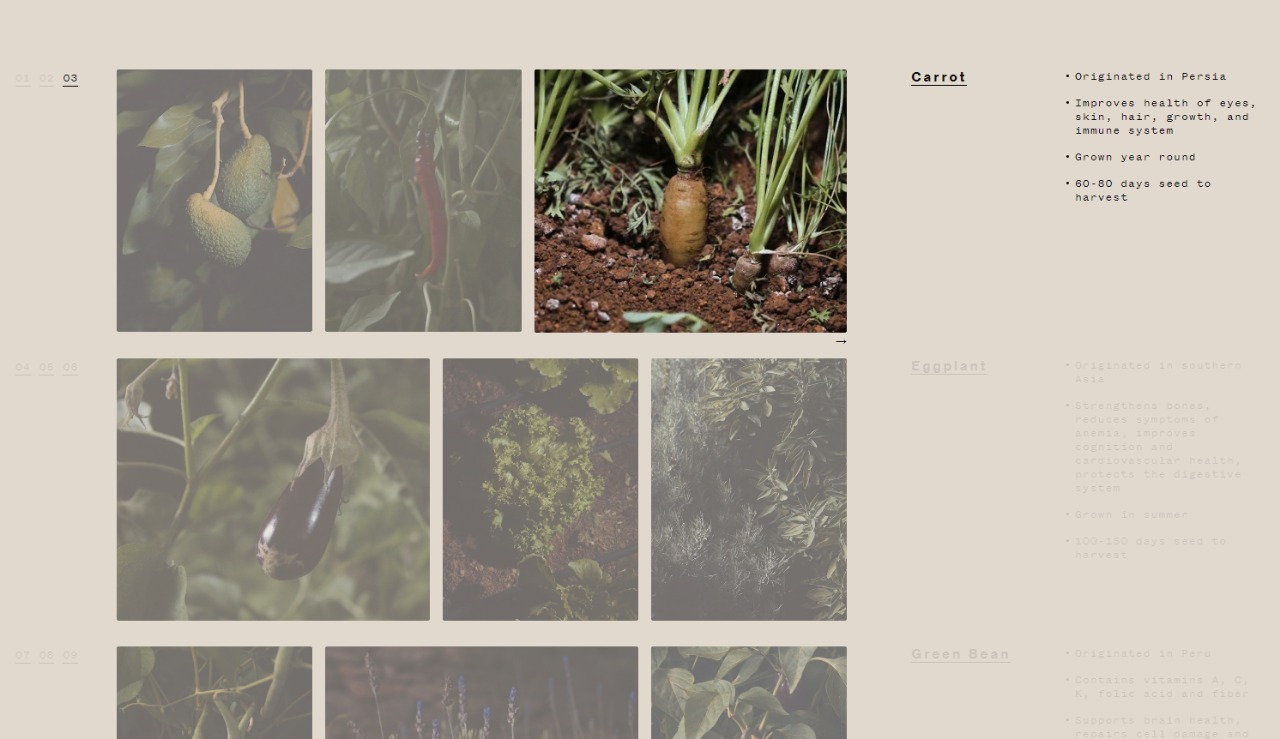 01 02 03
Carrot
• Originated in Persia
• Improves health of eyes,
skin, hair, growth, and
immune system
• Grown year round
• 60-80 days seed to
harvest
→
04 05 06
Eggplant
• Originated in southern
Asia
• Strengthens bones,
reduces symptoms of
anemia, improves
cognition and
cardiovascular health,
protects the digestive
system
• Grown in summer
• 100-150 days seed to
harvest
07 08 09
Green Bean
• Originated in Peru
• Contains vitamins A, C,
K, folic acid and fiber
• Supports brain health,
repairs cell damage and